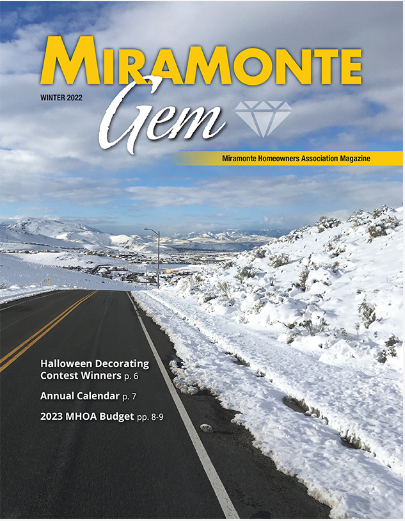 MIRAMONTE
WINTER 2022
Gem
Miramonte Homeowners Association Magazine
Halloween Decorating
Contest Winners p. 6
Annual Calendar p. 7
2023 MHOA Budget pp. 8-9